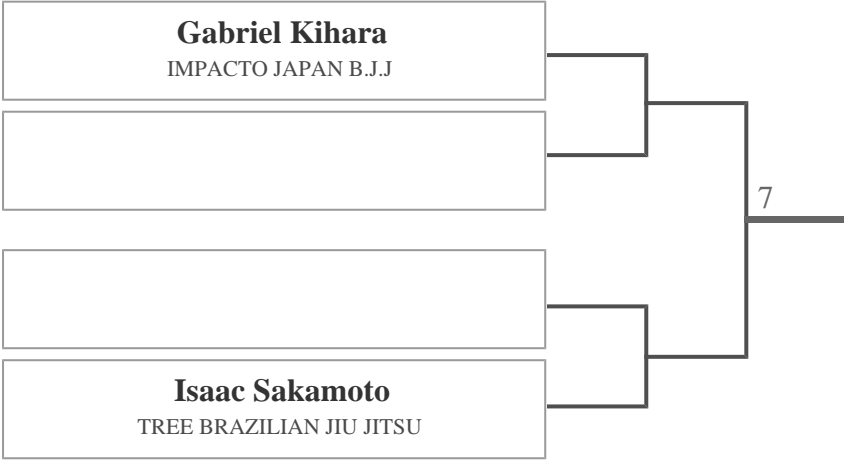 Gabriel Kihara
IMPACTO JAPAN B.J.J
7
Isaac Sakamoto
TREE BRAZILIAN JIU JITSU